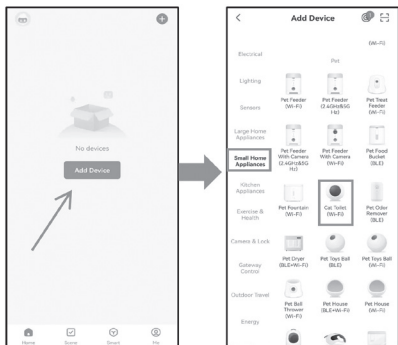 No devices
Add Device
Home
Scene
Smart
Me
Add Device
(Wi-Fi)
Electrical
Pet
Lighting
Sensors
Large Home
Appliances
Small Home
Appliances
Kitchen
Appliances
Exercise &
Health
Camera & Lock
Gateway
Control
Outdoor Travel
Energy
Pet Feeder
(Wi-Fi)
Pet Feeder
(2.4GHz&5G
Hz)
Pet Treat
Feeder
(Wi-Fi)
Pet Feeder
With Camera
(2.4GHz&5G
Hz)
Pet Feeder
With Camera
(Wi-Fi)
Pet Food
Bucket
(BLE)
Pet Fountain
(Wi-Fi)
Cat Toilet
(Wi-Fi)
Pet Odor
Remover
(BLE)
Pet Dryer
(BLE+Wi-Fi)
Pet Toys Ball
(BLE)
Pet Toys Ball
(Wi-Fi)
Pet Ball
Thrower
(Wi-Fi)
Pet House
(BLE+Wi-Fi)
Pet House
(Wi-Fi)